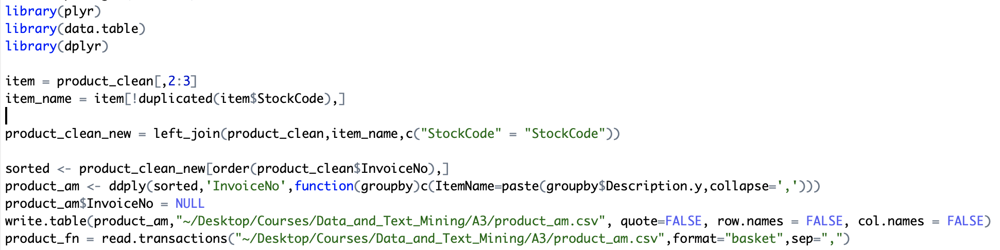 library(plyr)
library(data.table)
library(dplyr)
item = product_clean[,2:3]
item_name = item[!duplicated(item$StockCode),]
product_clean_new = left_join(product_clean,item_name,c("StockCode" = "StockCode"))
sorted <- product_clean_new[order(product_clean$InvoiceNo),]
product_am <- ddply(sorted,'InvoiceNo',function(groupby)c(ItemName=paste(groupby$Description.y,collapse=',')))
product_am$InvoiceNo = NULL
write.table(product_am,"~/Desktop/Courses/Data_and_Text_Mining/A3/product_am.csv", quote=FALSE, row.names = FALSE, col.names = FALSE)
product_fn = read.transactions("~/Desktop/Courses/Data_and_Text_Mining/A3/product_am.csv",format="basket",sep=",")